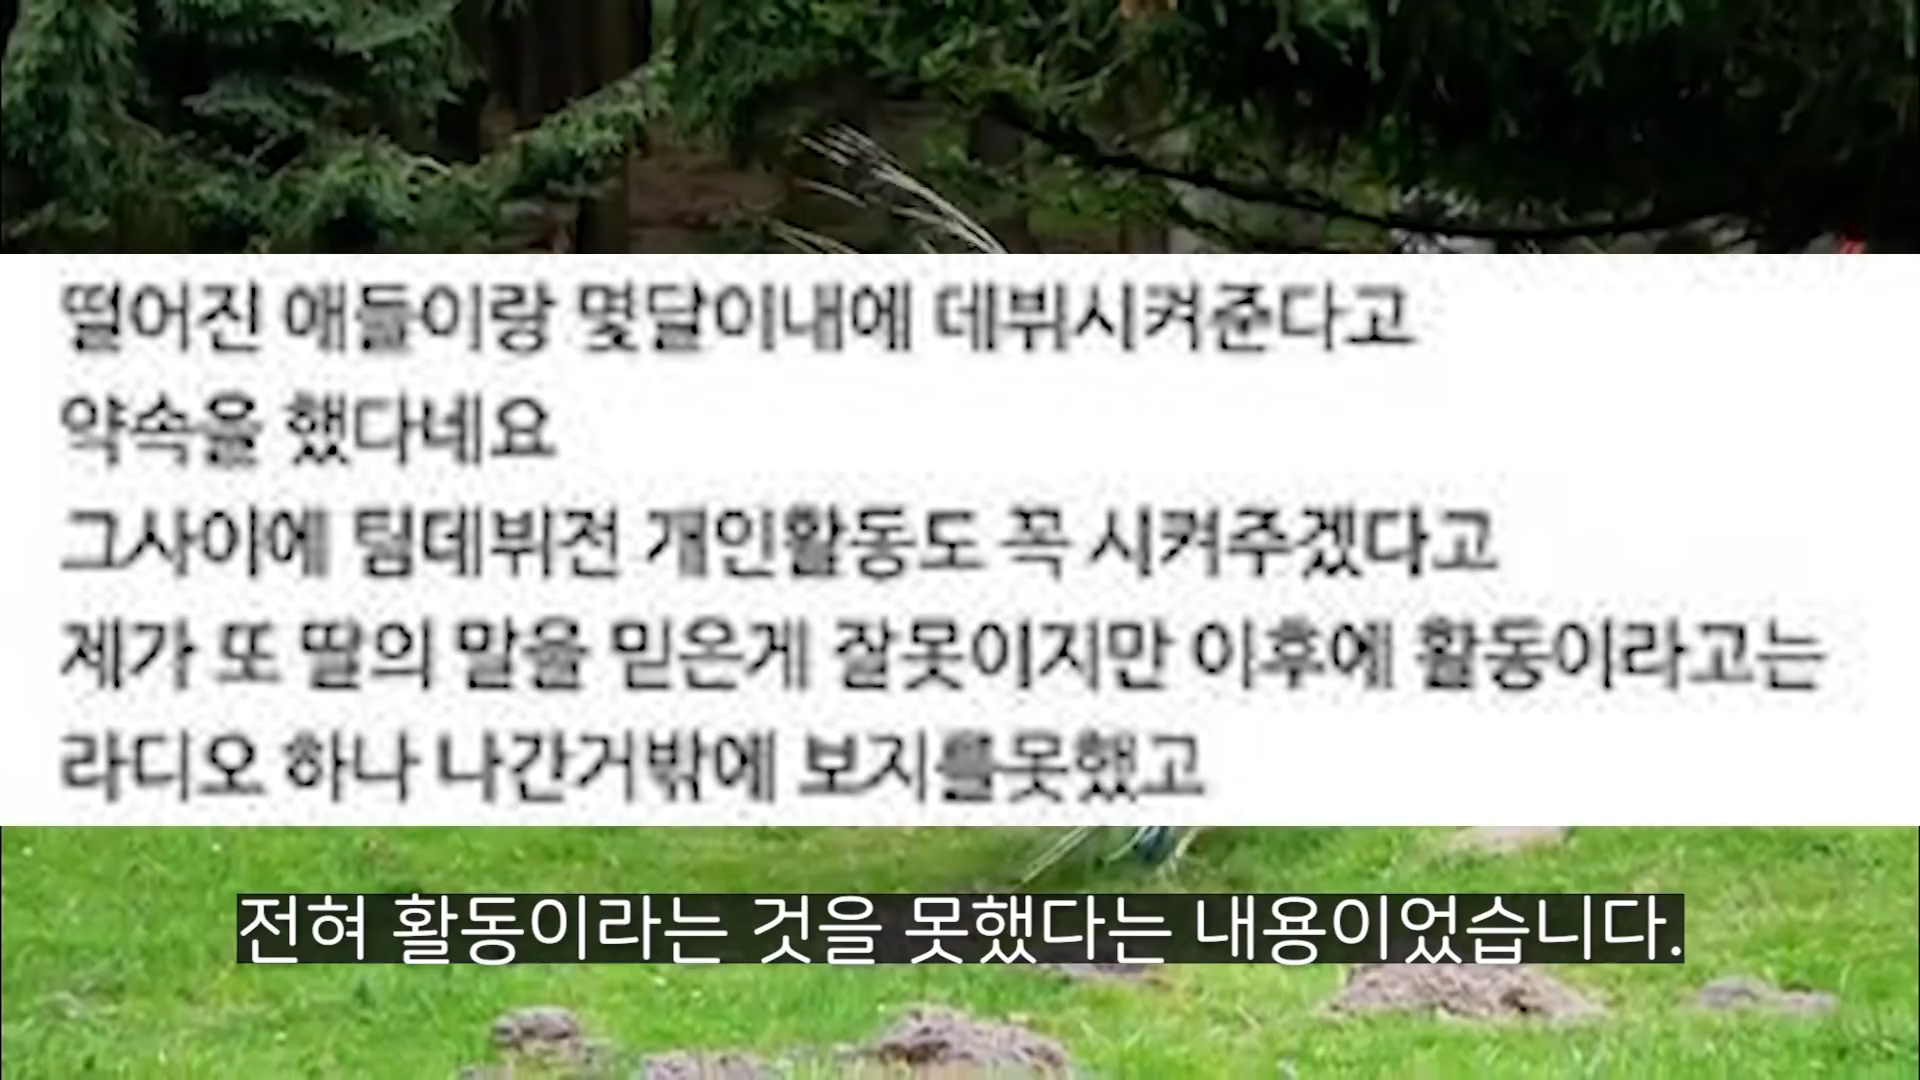 떨어진 애들이랑 몇달이내에 데뷔시켜준다고
약속을 했다네요
그사이에 팀데뷔전 개인활동도 꼭 시켜주겠다고
제가 또 딸의 말을 믿은게 잘못이지만 이후에 활동이라고는
라디오 하나 나간거밖에 보지를못했고
전혀 활동이라는 것을 못했다는 내용이었습니다.